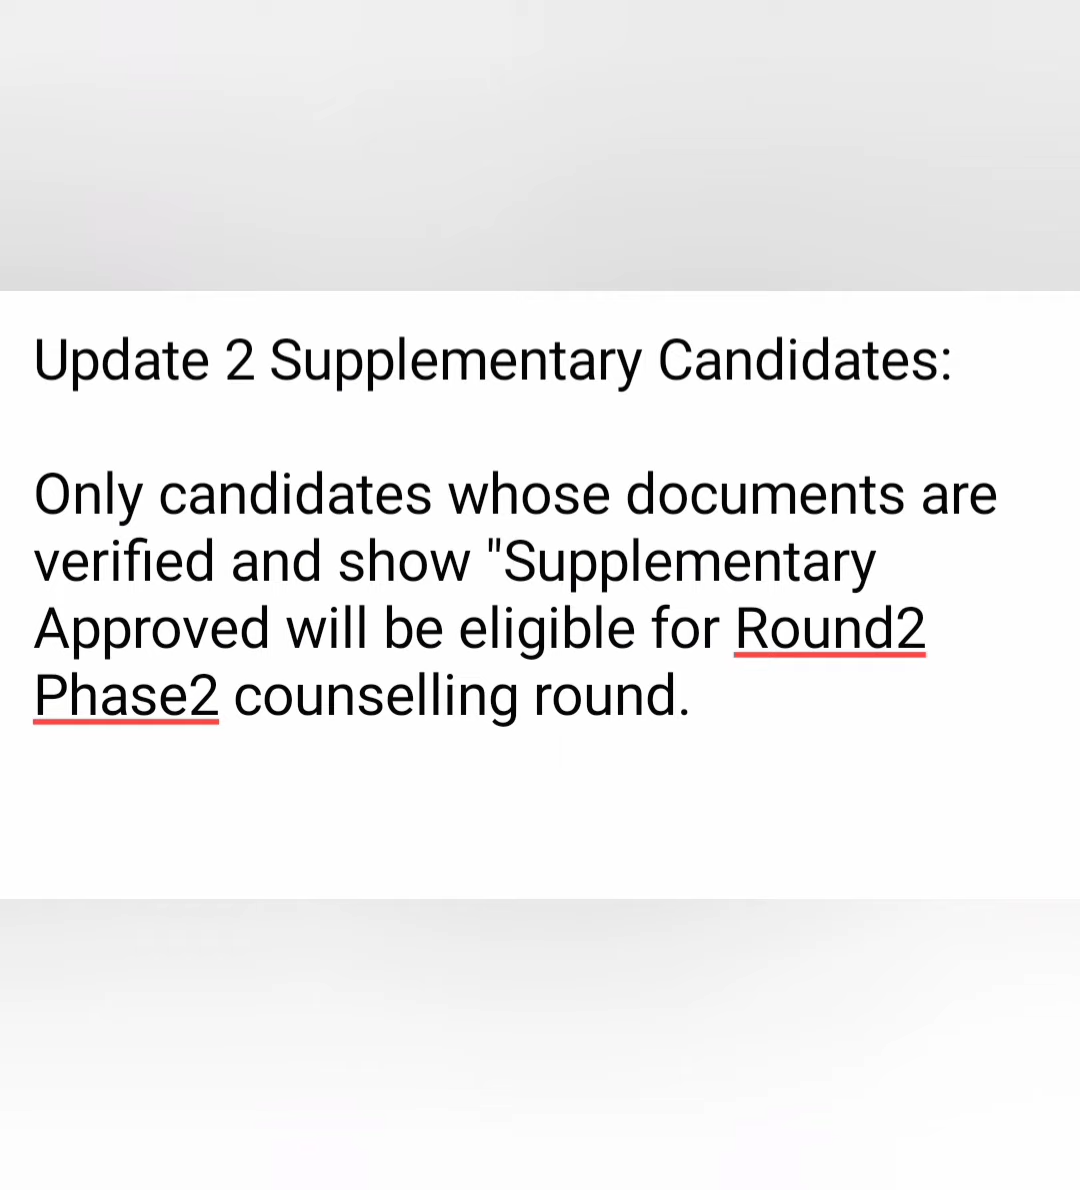 Update 2 Supplementary Candidates:
Only candidates whose documents are
verified and show "Supplementary
Approved will be eligible for Round2
Phase2 counselling round.